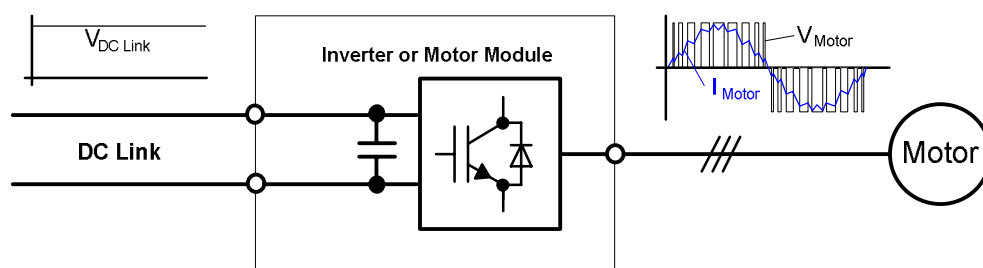 V DC Link
Inverter or Motor Module
V Motor
I Motor
DC Link
Motor